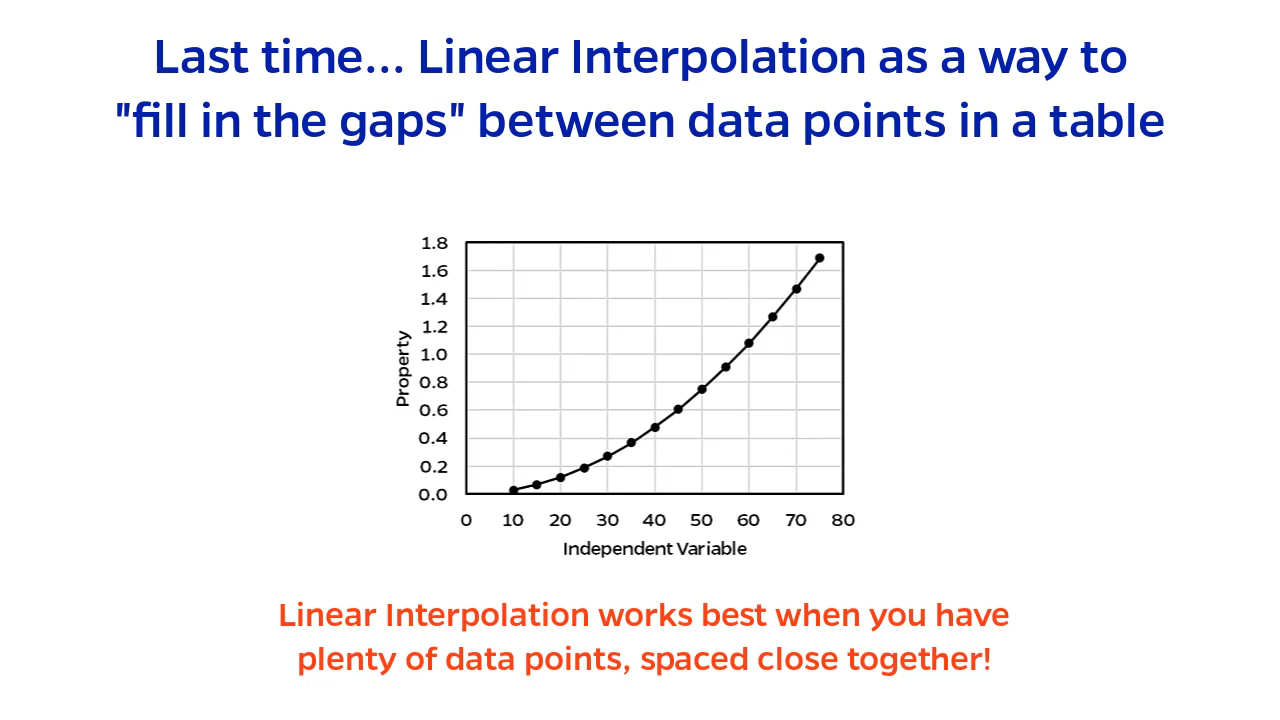 Last time... Linear Interpolation as a way to
"fill in the gaps" between data points in a table
1.8
1.6
1.4
1.2
1.0
0.8
0.6
0.4
0.2
0.0
Property
0 10 20 30 40 50 60 70 80
Independent Variable
Linear Interpolation works best when you have
plenty of data points, spaced close together!